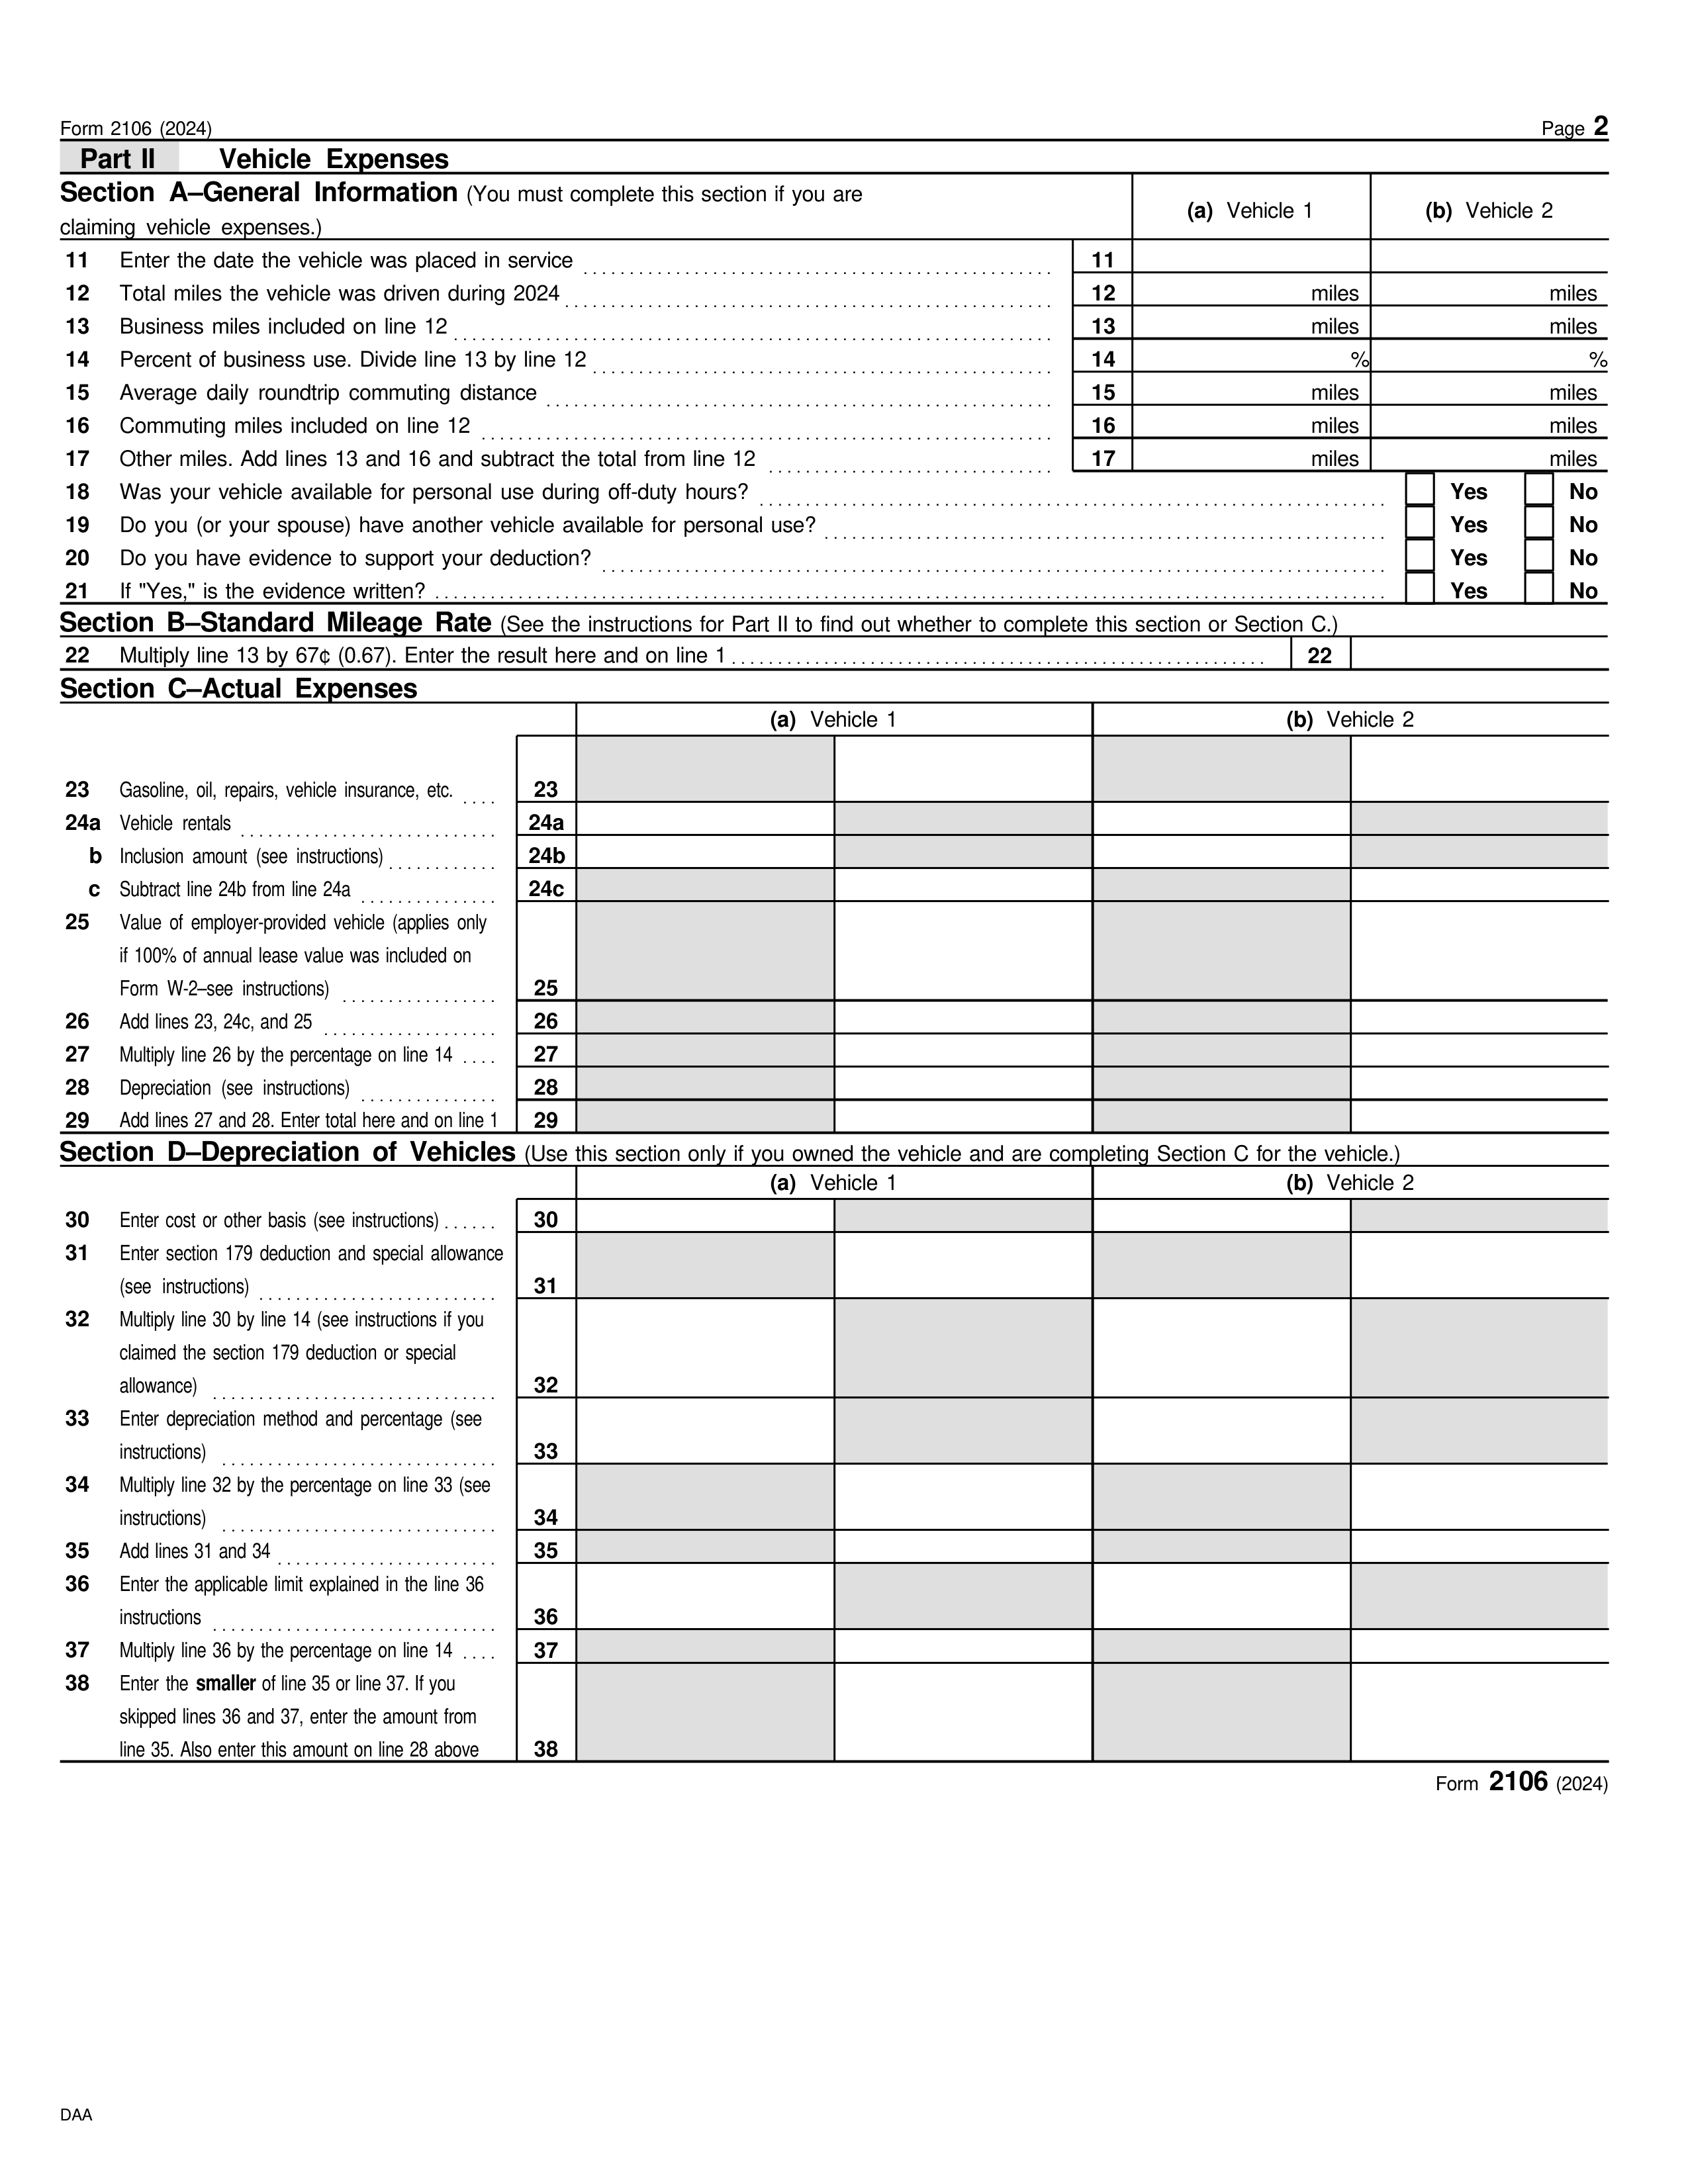 Form 2106 (2024) Page 2
Part II Vehicle Expenses
Section A–General Information (You must complete this section if you are
claiming vehicle expenses.)
(a) Vehicle 1 (b) Vehicle 2
11 Enter the date the vehicle was placed in service 11
12 Total miles the vehicle was driven during 2024 12 miles miles
13 Business miles included on line 12 13 miles miles
14 Percent of business use. Divide line 13 by line 12 14 % %
15 Average daily roundtrip commuting distance 15 miles miles
16 Commuting miles included on line 12 16 miles miles
17 Other miles. Add lines 13 and 16 and subtract the total from line 12 17 miles miles
18 Was your vehicle available for personal use during off-duty hours? Yes No
19 Do you (or your spouse) have another vehicle available for personal use? Yes No
20 Do you have evidence to support your deduction? Yes No
21 If "Yes," is the evidence written? Yes No
Section B–Standard Mileage Rate (See the instructions for Part II to find out whether to complete this section or Section C.)
22 Multiply line 13 by 67¢ (0.67). Enter the result here and on line 1 22
Section C–Actual Expenses
(a) Vehicle 1 (b) Vehicle 2
23 Gasoline, oil, repairs, vehicle insurance, etc. 23
24a Vehicle rentals 24a
b Inclusion amount (see instructions) 24b
c Subtract line 24b from line 24a 24c
25 Value of employer-provided vehicle (applies only
if 100% of annual lease value was included on
Form W-2–see instructions) 25
26 Add lines 23, 24c, and 25 26
27 Multiply line 26 by the percentage on line 14 27
28 Depreciation (see instructions) 28
29 Add lines 27 and 28. Enter total here and on line 1 29
Section D–Depreciation of Vehicles (Use this section only if you owned the vehicle and are completing Section C for the vehicle.)
(a) Vehicle 1 (b) Vehicle 2
30 Enter cost or other basis (see instructions) 30
31 Enter section 179 deduction and special allowance
(see instructions) 31
32 Multiply line 30 by line 14 (see instructions if you
claimed the section 179 deduction or special
allowance) 32
33 Enter depreciation method and percentage (see
instructions) 33
34 Multiply line 32 by the percentage on line 33 (see
instructions) 34
35 Add lines 31 and 34 35
36 Enter the applicable limit explained in the line 36
instructions 36
37 Multiply line 36 by the percentage on line 14 37
38 Enter the smaller of line 35 or line 37. If you
skipped lines 36 and 37, enter the amount from
line 35. Also enter this amount on line 28 above 38
Form 2106 (2024)
DAA